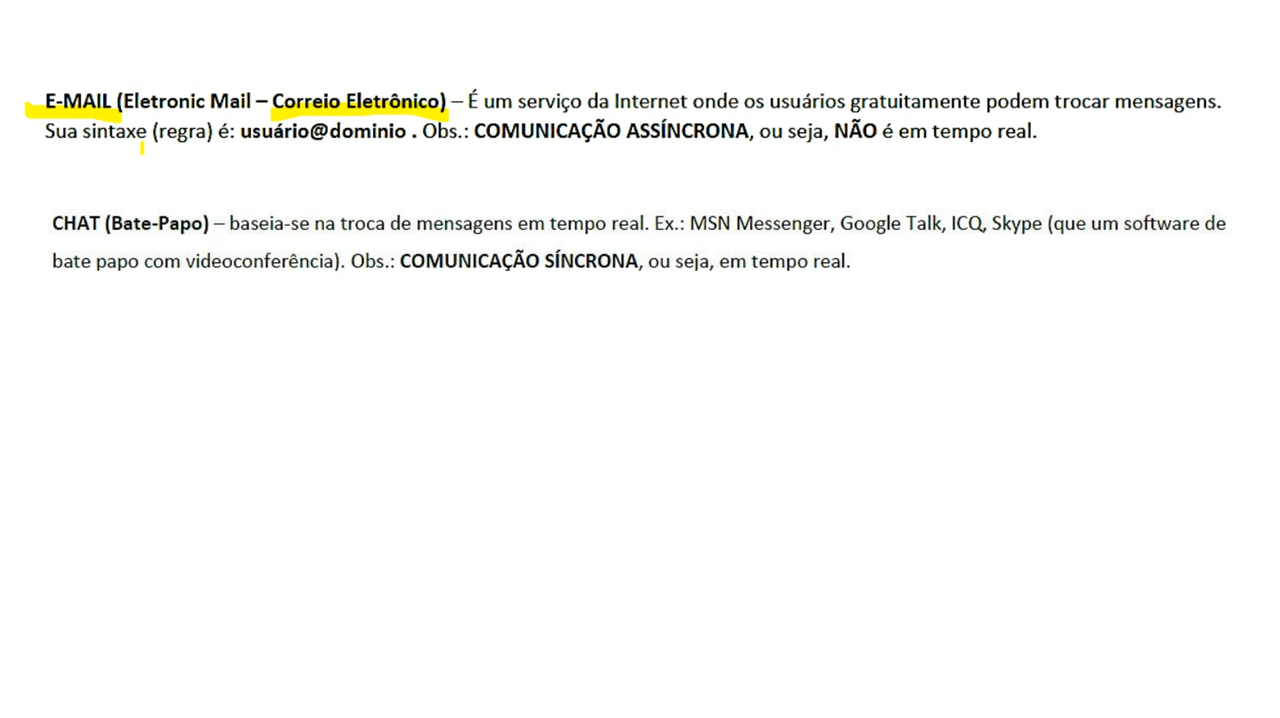 E-MAIL (Eletronic Mail – Correio Eletrônico) – É um serviço da Internet onde os usuários gratuitamente podem trocar mensagens.
Sua sintaxe (regra) é: usuário@dominio . Obs.: COMUNICAÇÃO ASSÍNCRONA, ou seja, NÃO é em tempo real.
CHAT (Bate-Papo) – baseia-se na troca de mensagens em tempo real. Ex.: MSN Messenger, Google Talk, ICQ, Skype (que um software de
bate papo com videoconferência). Obs.: COMUNICAÇÃO SÍNCRONA, ou seja, em tempo real.